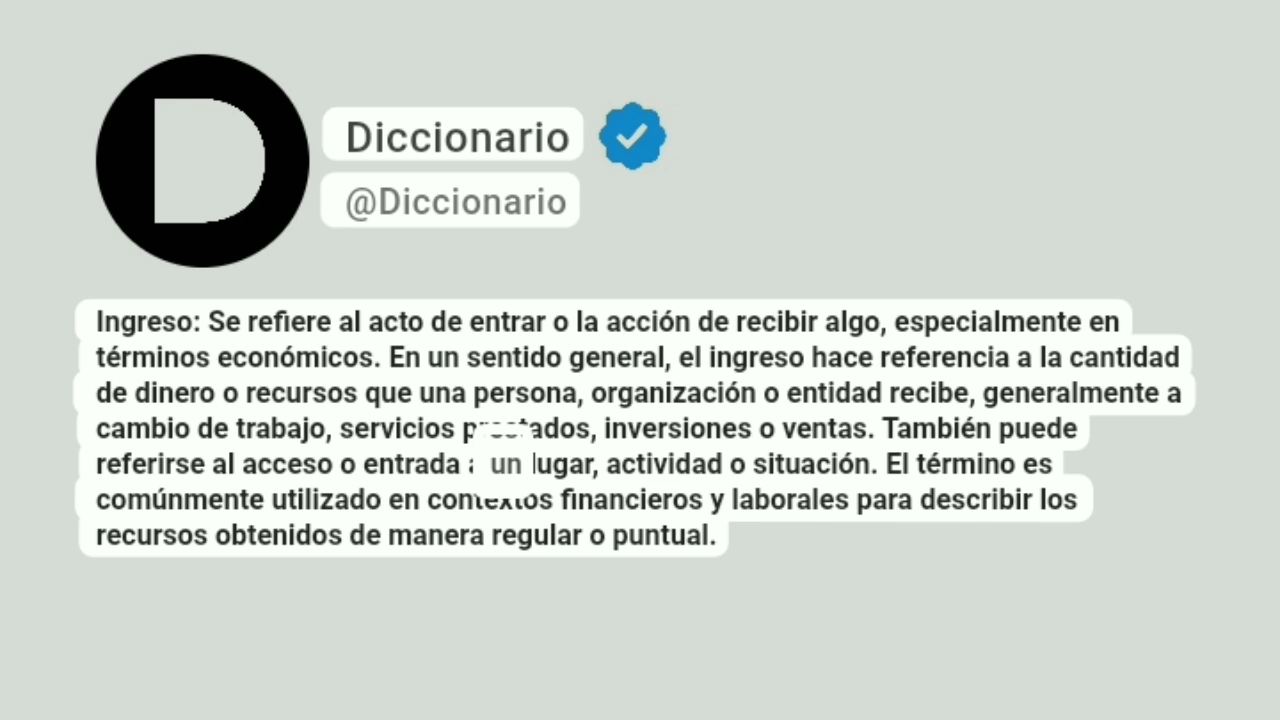 D
Diccionario
@Diccionario
Ingreso: Se refiere al acto de entrar o la acción de recibir algo, especialmente en
términos económicos. En un sentido general, el ingreso hace referencia a la cantidad
de dinero o recursos que una persona, organización o entidad recibe, generalmente a
cambio de trabajo, servicios prestados, inversiones o ventas. También puede
referirse al acceso o entrada a un lugar, actividad o situación. El término es
comúnmente utilizado en contextos financieros y laborales para describir los
recursos obtenidos de manera regular o puntual.